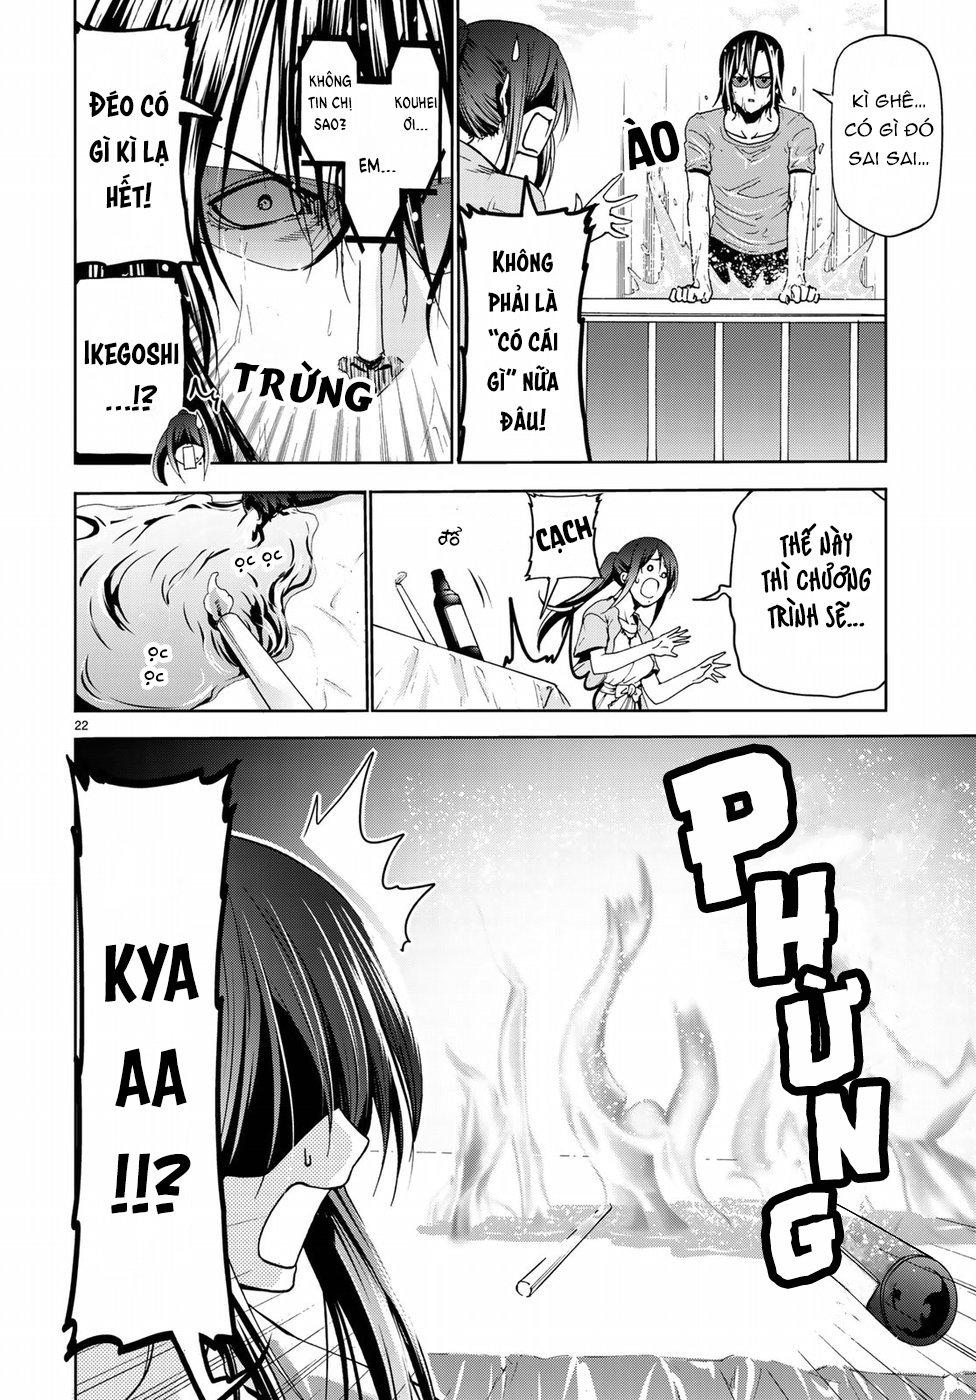 KÌ GHÊ...
CÓ GÌ ĐÓ
SAI SAI...
ÀO
KHÔNG
PHẢI LÀ
"CÓ CÁI
GÌ" NỮA
ĐÂU!
KOUHEI
ƠI...
EM...
KHÔNG
TIN CHỊ
SAO?
ĐÉO CÓ
GÌ KÌ LẠ
HẾT!
TRỪNG
IKEGOSHI
...!?
THẾ NÀY
THÌ CHƯƠNG
TRÌNH SẼ...
CẠCH
đổ
ọc ọc
ọc
ọc
22
PHỪNG
KYA
AA
!!?